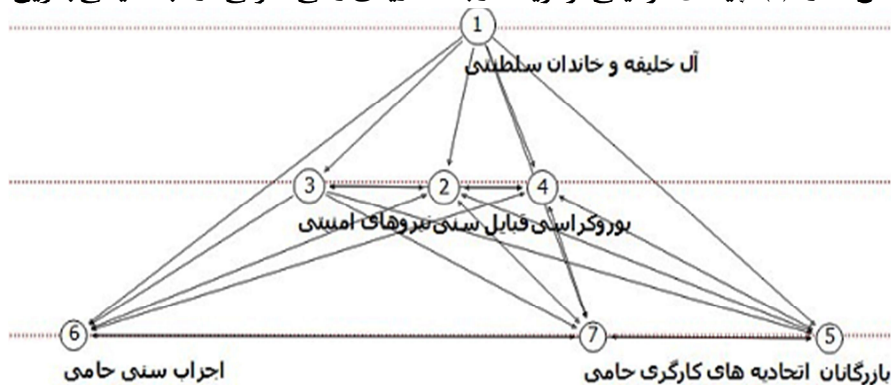 1
آل خلیفه و خاندان سلطنتی
3 2 4
نیروهای امنیتی قبایل سنی بوروکراسی
6 7 5
احزاب سنی حامی اتحادیه های کارگری حامی بازرگانان